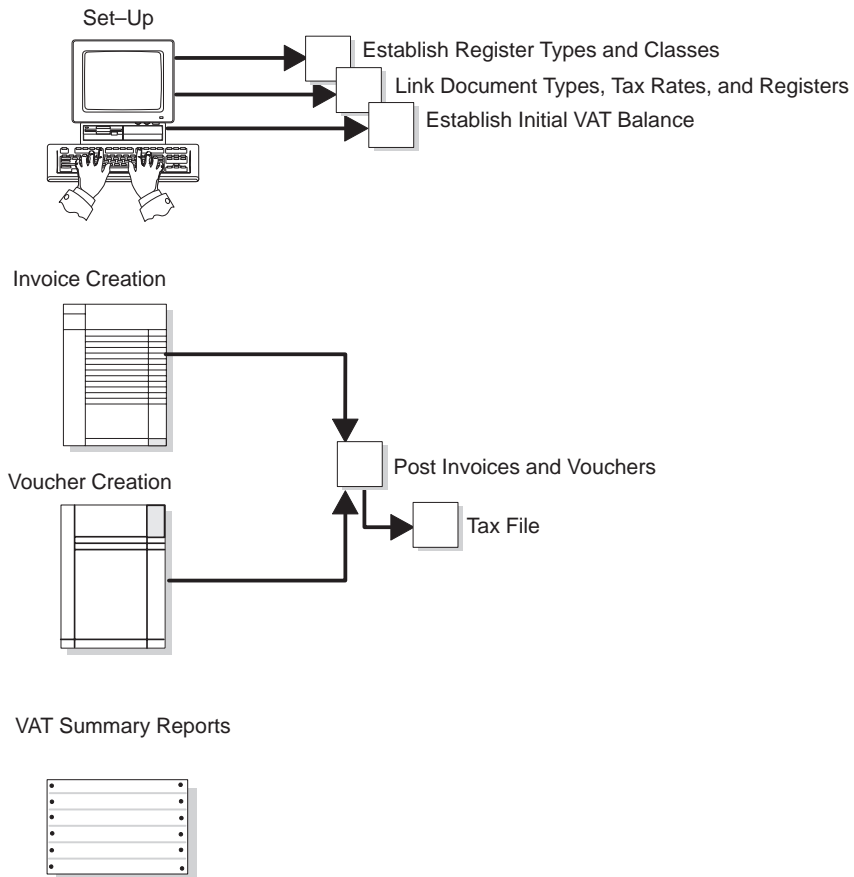 Set–Up
Establish Register Types and Classes
Link Document Types, Tax Rates, and Registers
Establish Initial VAT Balance
Invoice Creation
Voucher Creation
Post Invoices and Vouchers
Tax File
VAT Summary Reports